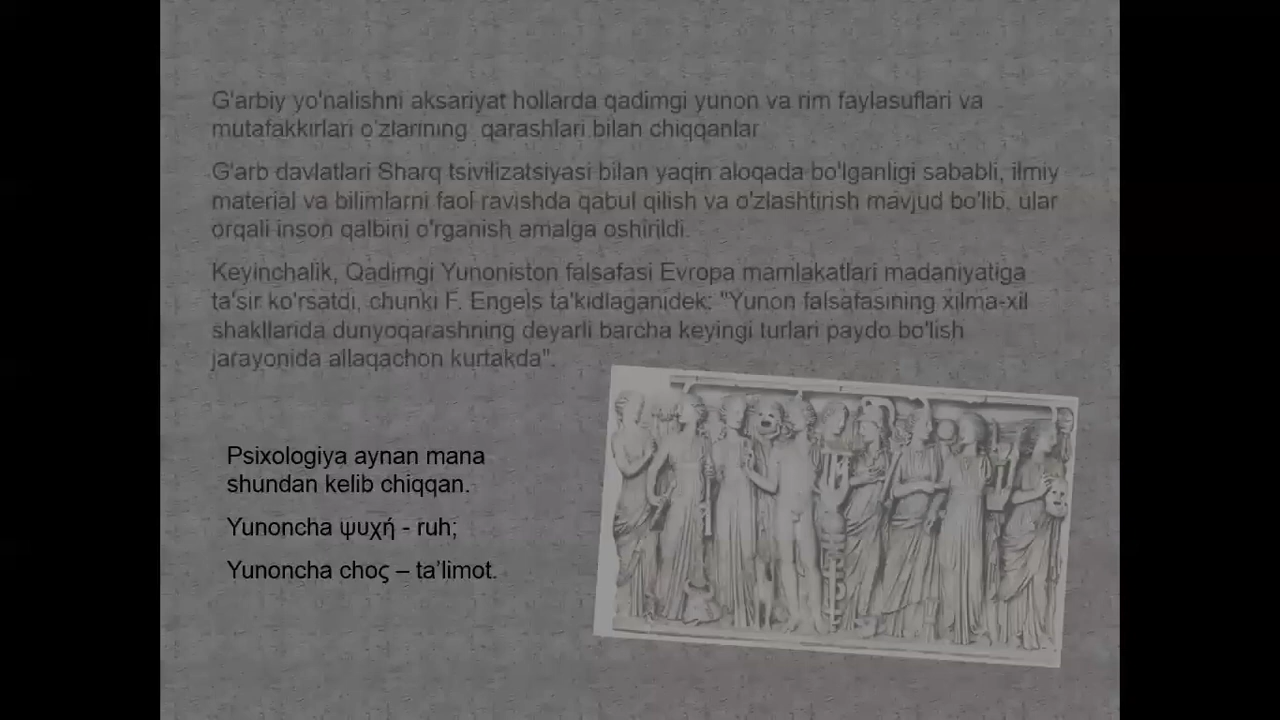 G'arbiy yo'nalishni aksariyat hollarda qadimgi yunon va rim faylasuflari va
mutafakkirlari o'zlarining qarashlari bilan chiqqanlar
G'arb davlatlari Sharq tsivilizatsiyasi bilan yaqin aloqada bo'lganligi sababli, ilmiy
material va bilimlarni faol ravishda qabul qilish va o'zlashtirish mavjud bo'lib, ular
orqali inson qalbini o'rganish amalga oshirildi.
Keyinchalik, Qadimgi Yunoniston falsafasi Evropa mamlakatlari madaniyatiga
ta'sir ko'rsatdi, chunki F. Engels ta'kidlaganidek: "Yunon falsafasining xilma-xil
shakllarida dunyoqarashning deyarli barcha keyingi turlari paydo bo'lish
jarayonida allaqachon kurtakda".
Psixologiya aynan mana
shundan kelib chiqqan.
Yunoncha ψυχή - ruh;
Yunoncha choς – ta’limot.